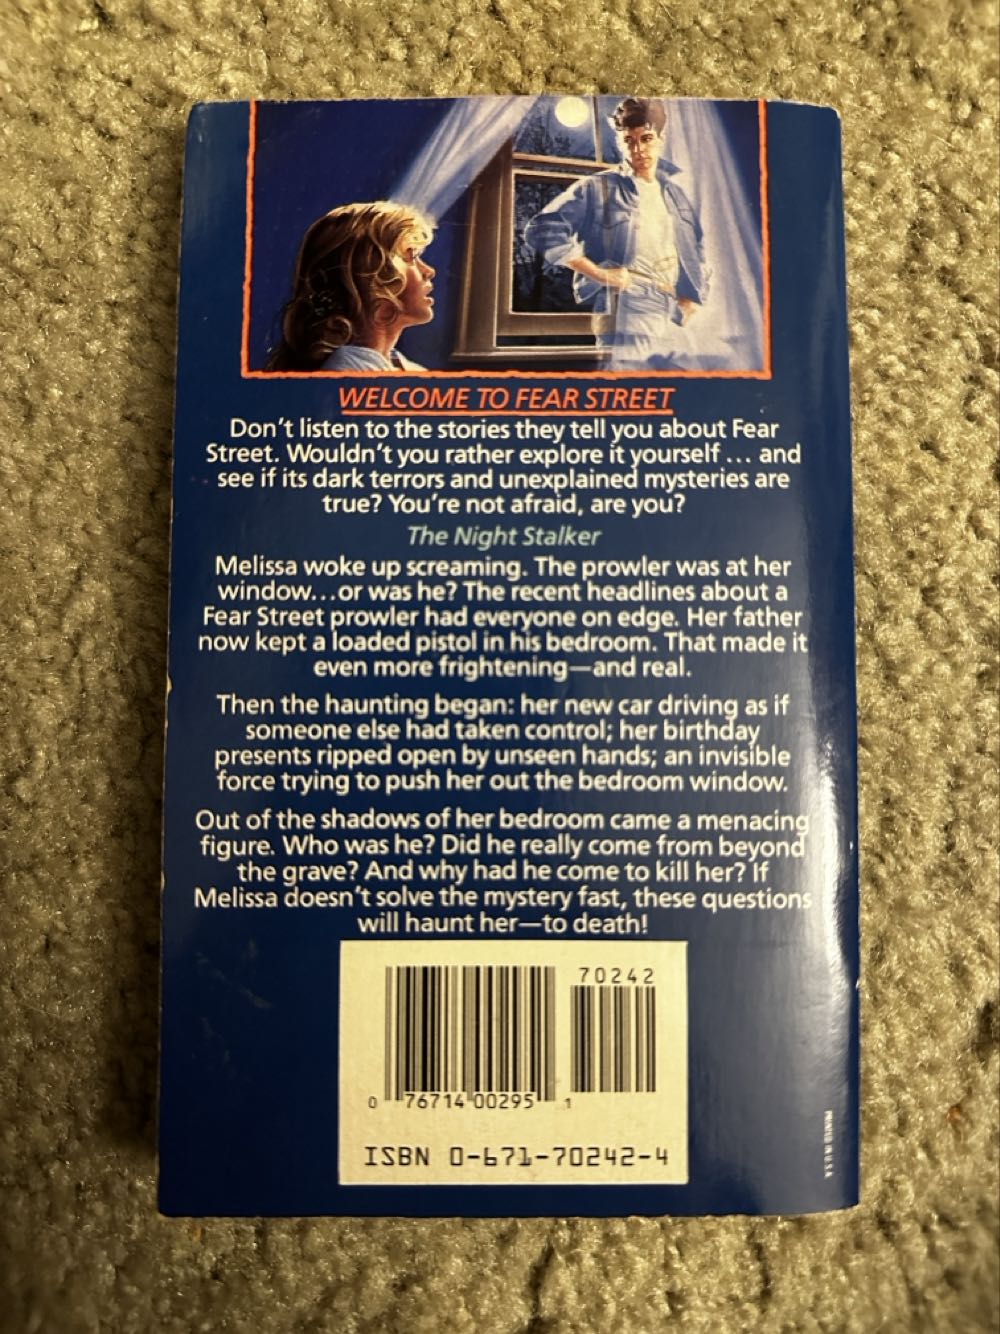 WELCOME TO FEAR STREET
Don't listen to the stories they tell you about Fear
Street. Wouldn't you rather explore it yourself ... and
see if its dark terrors and unexplained mysteries are
true? You're not afraid, are you?
The Night Stalker
Melissa woke up screaming. The prowler was at her
window...or was he? The recent headlines about a
Fear Street prowler had everyone on edge. Her father
now kept a loaded pistol in his bedroom. That made it
even more frightening—and real.
Then the haunting began: her new car driving as if
someone else had taken control; her birthday
presents ripped open by unseen hands; an invisible
force trying to push her out the bedroom window.
Out of the shadows of her bedroom came a menacing
figure. Who was he? Did he really come from beyond
the grave? And why had he come to kill her? If
Melissa doesn't solve the mystery fast, these questions
will haunt her—to death!
70242
0 76714 00295 1
ISBN 0-671-70242-4
PRINTED IN U.S.A.